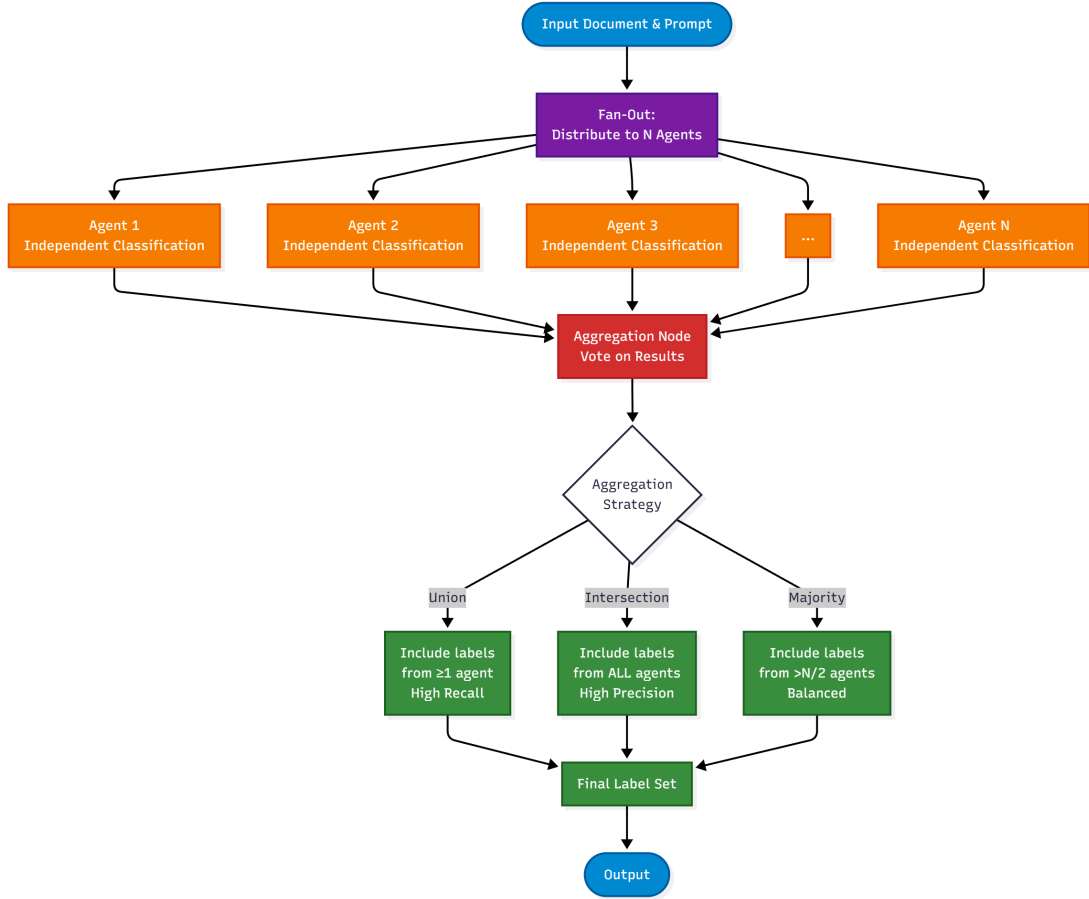 Input Document & Prompt
Fan-Out:
Distribute to N Agents
Agent 1
Independent Classification
Agent 2
Independent Classification
Agent 3
Independent Classification
...
Agent N
Independent Classification
Aggregation Node
Vote on Results
Aggregation
Strategy
Union
Intersection
Majority
Include labels
from ≥1 agent
High Recall
Include labels
from ALL agents
High Precision
Include labels
from >N/2 agents
Balanced
Final Label Set
Output